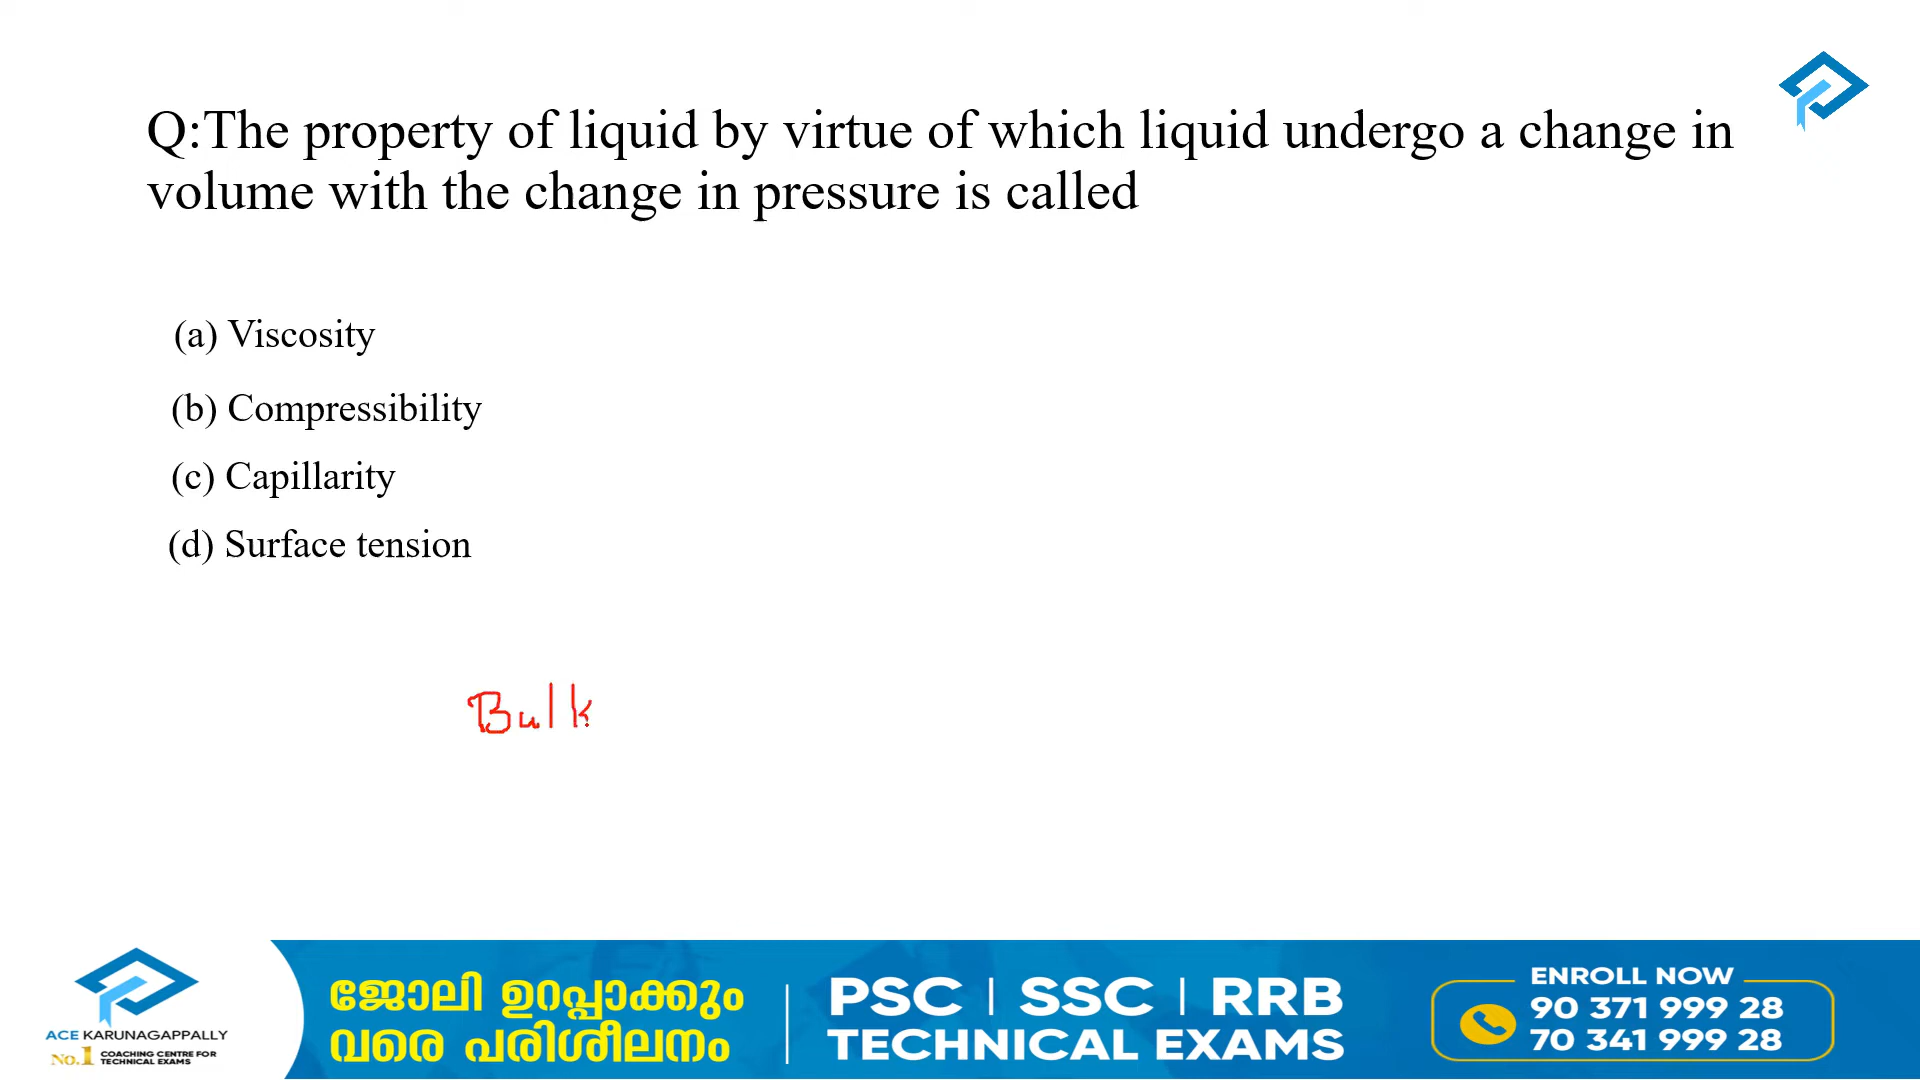 Q:The property of liquid by virtue of which liquid undergo a change in
volume with the change in pressure is called
(a) Viscosity
(b) Compressibility
(c) Capillarity
(d) Surface tension
Bulk
ACE KARUNAGAPPALLY
No.1 COACHING CENTRE FOR
TECHNICAL EXAMS
ജോലി ഉറപ്പാക്കും
വരെ പരിശീലനം
PSC | SSC | RRB
TECHNICAL EXAMS
ENROLL NOW
90 371 999 28
70 341 999 28